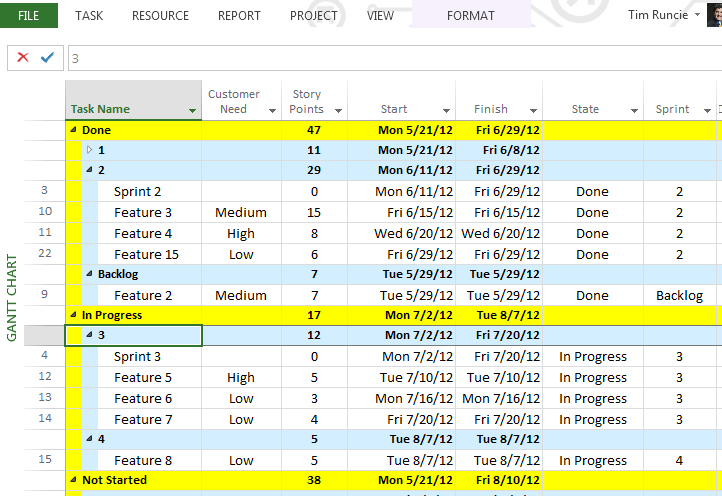 FILE TASK RESOURCE REPORT PROJECT VIEW FORMAT Tim Runcie
3
Task Name Customer Need Story Points Start Finish State Sprint
Done 47 Mon 5/21/12 Fri 6/29/12
1 11 Mon 5/21/12 Fri 6/8/12
2 29 Mon 6/11/12 Fri 6/29/12
3 Sprint 2 0 Mon 6/11/12 Fri 6/29/12 Done 2
10 Feature 3 Medium 15 Fri 6/15/12 Fri 6/15/12 Done 2
11 Feature 4 High 8 Wed 6/20/12 Wed 6/20/12 Done 2
22 Feature 15 Low 6 Fri 6/29/12 Fri 6/29/12 Done 2
Backlog 7 Tue 5/29/12 Tue 5/29/12
9 Feature 2 Medium 7 Tue 5/29/12 Tue 5/29/12 Done Backlog
In Progress 17 Mon 7/2/12 Tue 8/7/12
3 12 Mon 7/2/12 Fri 7/20/12
4 Sprint 3 0 Mon 7/2/12 Fri 7/20/12 In Progress 3
12 Feature 5 High 5 Tue 7/10/12 Tue 7/10/12 In Progress 3
13 Feature 6 Low 3 Mon 7/16/12 Mon 7/16/12 In Progress 3
14 Feature 7 Low 4 Fri 7/20/12 Fri 7/20/12 In Progress 3
4 5 Tue 8/7/12 Tue 8/7/12
15 Feature 8 Low 5 Tue 8/7/12 Tue 8/7/12 In Progress 4
Not Started 38 Mon 5/21/12 Fri 8/10/12
GANTT CHART